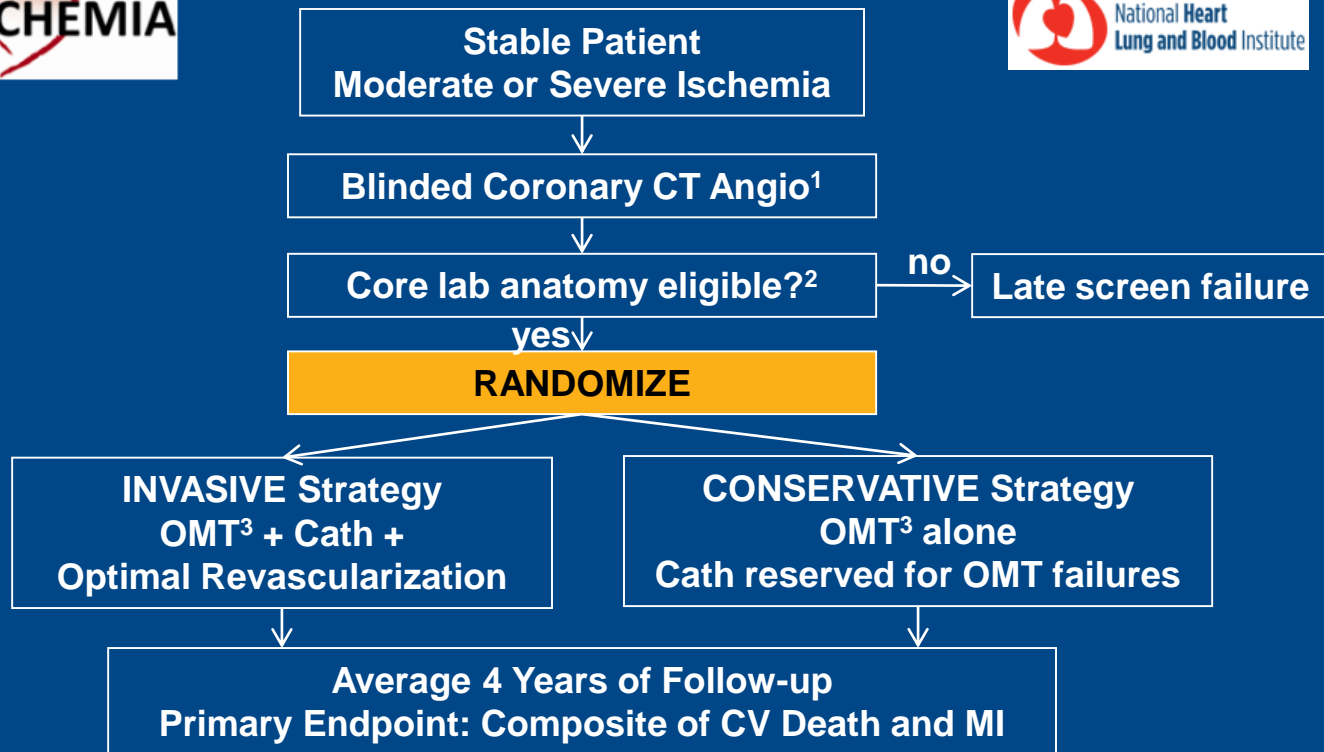 CHEMIA
National Heart
Lung and Blood Institute
Stable Patient
Moderate or Severe Ischemia
Blinded Coronary CT Angio¹
Core lab anatomy eligible?²
no
Late screen failure
yes
RANDOMIZE
INVASIVE Strategy
OMT³ + Cath +
Optimal Revascularization
CONSERVATIVE Strategy
OMT³ alone
Cath reserved for OMT failures
Average 4 Years of Follow-up
Primary Endpoint: Composite of CV Death and MI